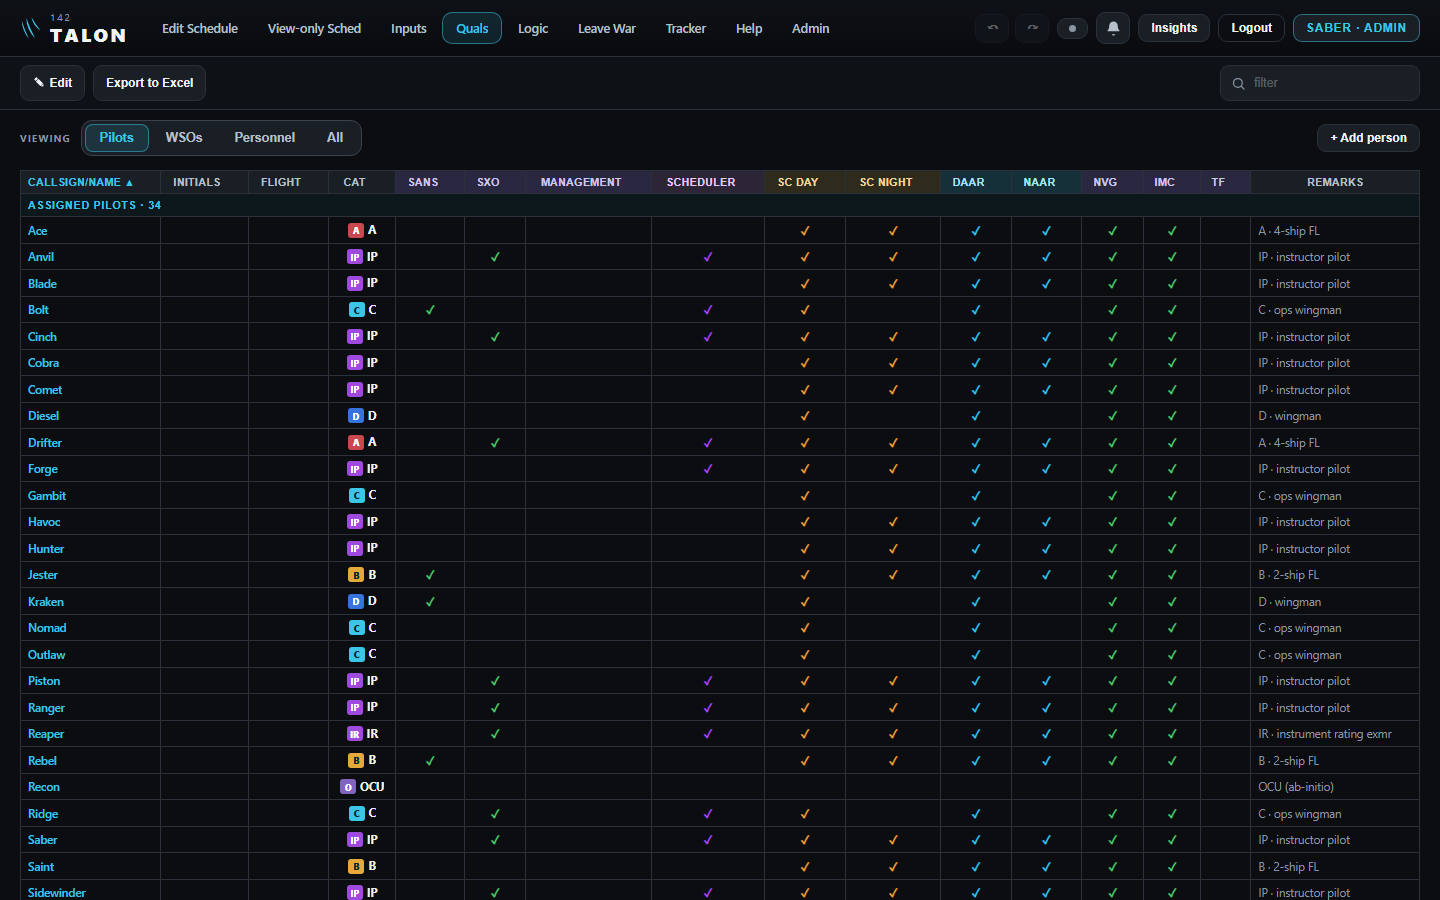 142
TALON
Edit Schedule
View-only Sched
Inputs
Quals
Logic
Leave War
Tracker
Help
Admin
Insights
Logout
SABER · ADMIN
✎ Edit
Export to Excel
filter
VIEWING
Pilots
WSOs
Personnel
All
+ Add person
CALLSIGN/NAME ▲ INITIALS FLIGHT CAT SANS SXO MANAGEMENT SCHEDULER SC DAY SC NIGHT DAAR NAAR NVG IMC TF REMARKS
ASSIGNED PILOTS · 34
Ace A A ✓ ✓ ✓ ✓ ✓ ✓ A · 4-ship FL
Anvil IP IP ✓ ✓ ✓ ✓ ✓ ✓ ✓ ✓ IP · instructor pilot
Blade IP IP ✓ ✓ ✓ ✓ ✓ ✓ IP · instructor pilot
Bolt C C ✓ ✓ ✓ ✓ ✓ ✓ C · ops wingman
Cinch IP IP ✓ ✓ ✓ ✓ ✓ ✓ ✓ ✓ IP · instructor pilot
Cobra IP IP ✓ ✓ ✓ ✓ ✓ ✓ IP · instructor pilot
Comet IP IP ✓ ✓ ✓ ✓ ✓ ✓ IP · instructor pilot
Diesel D D ✓ ✓ ✓ ✓ D · wingman
Drifter A A ✓ ✓ ✓ ✓ ✓ ✓ ✓ ✓ A · 4-ship FL
Forge IP IP ✓ ✓ ✓ ✓ ✓ ✓ ✓ IP · instructor pilot
Gambit C C ✓ ✓ ✓ ✓ C · ops wingman
Havoc IP IP ✓ ✓ ✓ ✓ ✓ ✓ IP · instructor pilot
Hunter IP IP ✓ ✓ ✓ ✓ ✓ ✓ IP · instructor pilot
Jester B B ✓ ✓ ✓ ✓ ✓ ✓ ✓ B · 2-ship FL
Kraken D D ✓ ✓ ✓ ✓ ✓ D · wingman
Nomad C C ✓ ✓ ✓ ✓ C · ops wingman
Outlaw C C ✓ ✓ ✓ ✓ C · ops wingman
Piston IP IP ✓ ✓ ✓ ✓ ✓ ✓ ✓ ✓ IP · instructor pilot
Ranger IP IP ✓ ✓ ✓ ✓ ✓ ✓ ✓ ✓ IP · instructor pilot
Reaper IR IR ✓ ✓ ✓ ✓ ✓ ✓ ✓ ✓ IR · instrument rating exmr
Rebel B B ✓ ✓ ✓ ✓ ✓ ✓ ✓ B · 2-ship FL
Recon O OCU OCU (ab-initio)
Ridge C C ✓ ✓ ✓ ✓ ✓ ✓ C · ops wingman
Saber IP IP ✓ ✓ ✓ ✓ ✓ ✓ ✓ ✓ IP · instructor pilot
Saint B B ✓ ✓ ✓ ✓ ✓ ✓ B · 2-ship FL
Sidewinder IP IP ✓ ✓ ✓ ✓ ✓ ✓ ✓ ✓ IP · instructor pilot